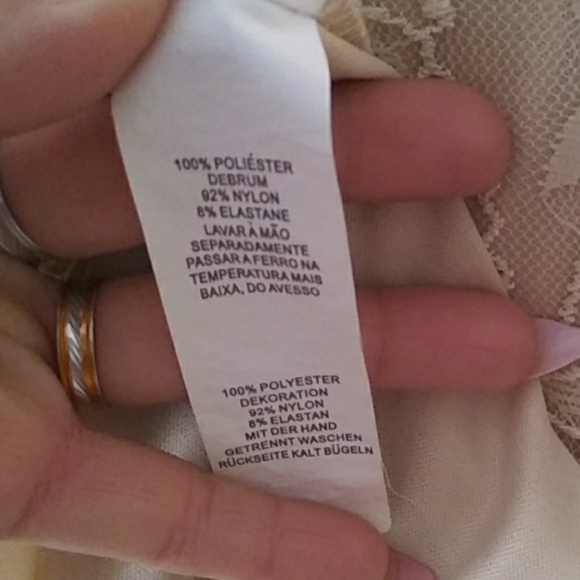 100% POLIÉSTER
DEBRUM
92% NYLON
8% ELASTANE
LAVAR À MÃO
SEPARADAMENTE
PASSAR A FERRO NA
TEMPERATURA MAIS
BAIXA, DO AVESSO
100% POLYESTER
DEKORATION
92% NYLON
8% ELASTAN
MIT DER HAND
GETRENNT WASCHEN
RÜCKSEITE KALT BÜGELN